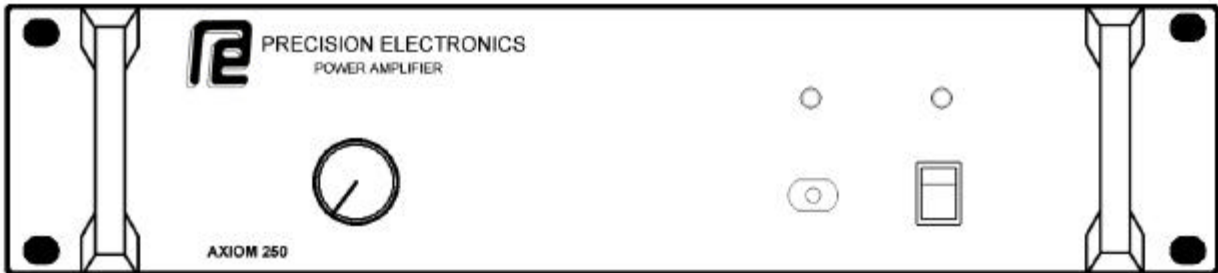 PRECISION ELECTRONICS
POWER AMPLIFIER
AXIOM 250